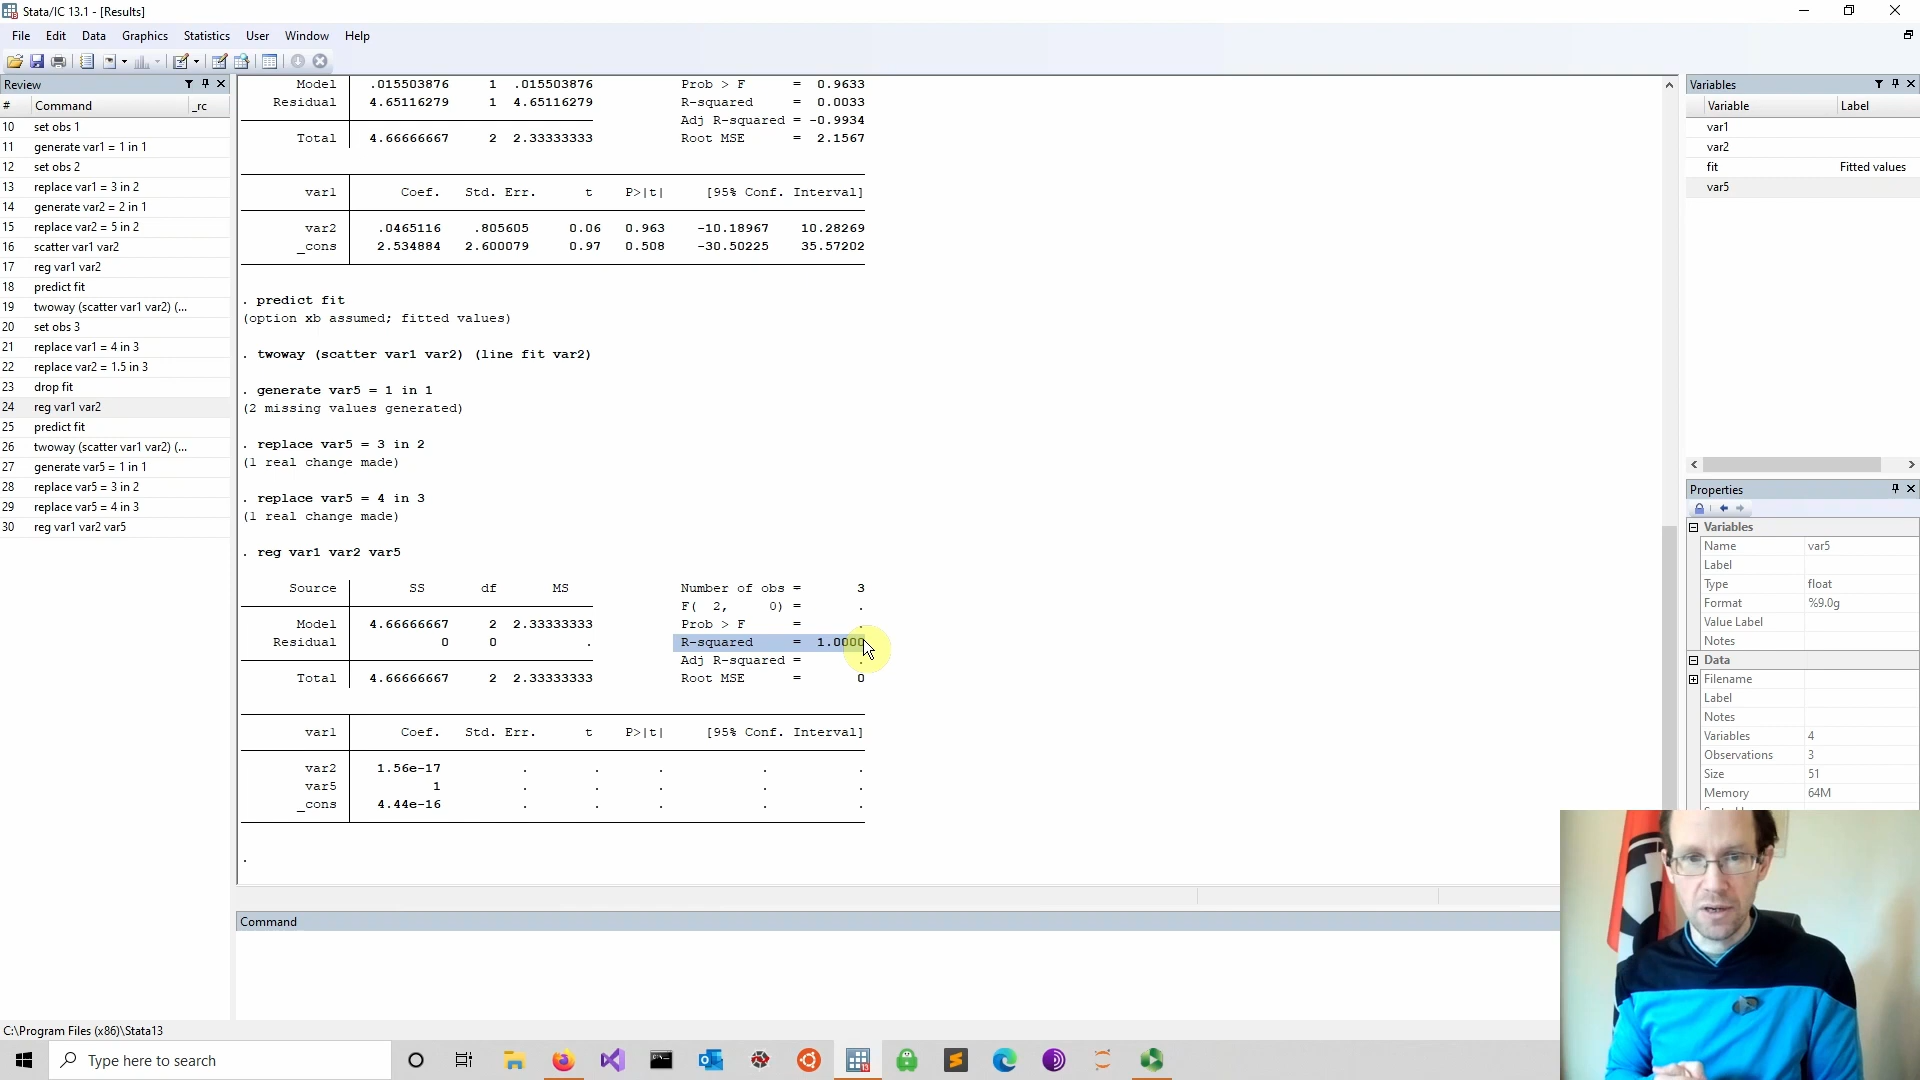 Stata/IC 13.1 - [Results]
File Edit Data Graphics Statistics User Window Help
Review
# Command _rc
10 set obs 1
11 generate var1 = 1 in 1
12 set obs 2
13 replace var1 = 3 in 2
14 generate var2 = 2 in 1
15 replace var2 = 5 in 2
16 scatter var1 var2
17 reg var1 var2
18 predict fit
19 twoway (scatter var1 var2) (...
20 set obs 3
21 replace var1 = 4 in 3
22 replace var2 = 1.5 in 3
23 drop fit
24 reg var1 var2
25 predict fit
26 twoway (scatter var1 var2) (...
27 generate var5 = 1 in 1
28 replace var5 = 3 in 2
29 replace var5 = 4 in 3
30 reg var1 var2 var5
Model .015503876 1 .015503876 Prob > F = 0.9633
Residual 4.65116279 1 4.65116279 R-squared = 0.0033
Adj R-squared = -0.9934
Total 4.66666667 2 2.33333333 Root MSE = 2.1567
var1 Coef. Std. Err. t P>|t| [95% Conf. Interval]
var2 .0465116 .805605 0.06 0.963 -10.18967 10.28269
_cons 2.534884 2.600079 0.97 0.508 -30.50225 35.57202
. predict fit
(option xb assumed; fitted values)
. twoway (scatter var1 var2) (line fit var2)
. generate var5 = 1 in 1
(2 missing values generated)
. replace var5 = 3 in 2
(1 real change made)
. replace var5 = 4 in 3
(1 real change made)
. reg var1 var2 var5
Source SS df MS Number of obs = 3
F( 2, 0) = .
Model 4.66666667 2 2.33333333 Prob > F = .
Residual 0 0 . R-squared = 1.0000
Adj R-squared = .
Total 4.66666667 2 2.33333333 Root MSE = 0
var1 Coef. Std. Err. t P>|t| [95% Conf. Interval]
var2 1.56e-17 . . . . .
var5 1 . . . . .
_cons 4.44e-16 . . . . .
.
Command
C:\Program Files (x86)\Stata13
Variables
Variable Label
var1
var2
fit Fitted values
var5
Properties
Variables
Name var5
Label
Type float
Format %9.0g
Value Label
Notes
Data
Filename
Label
Notes
Variables 4
Observations 3
Size 51
Memory 64M
Type here to search